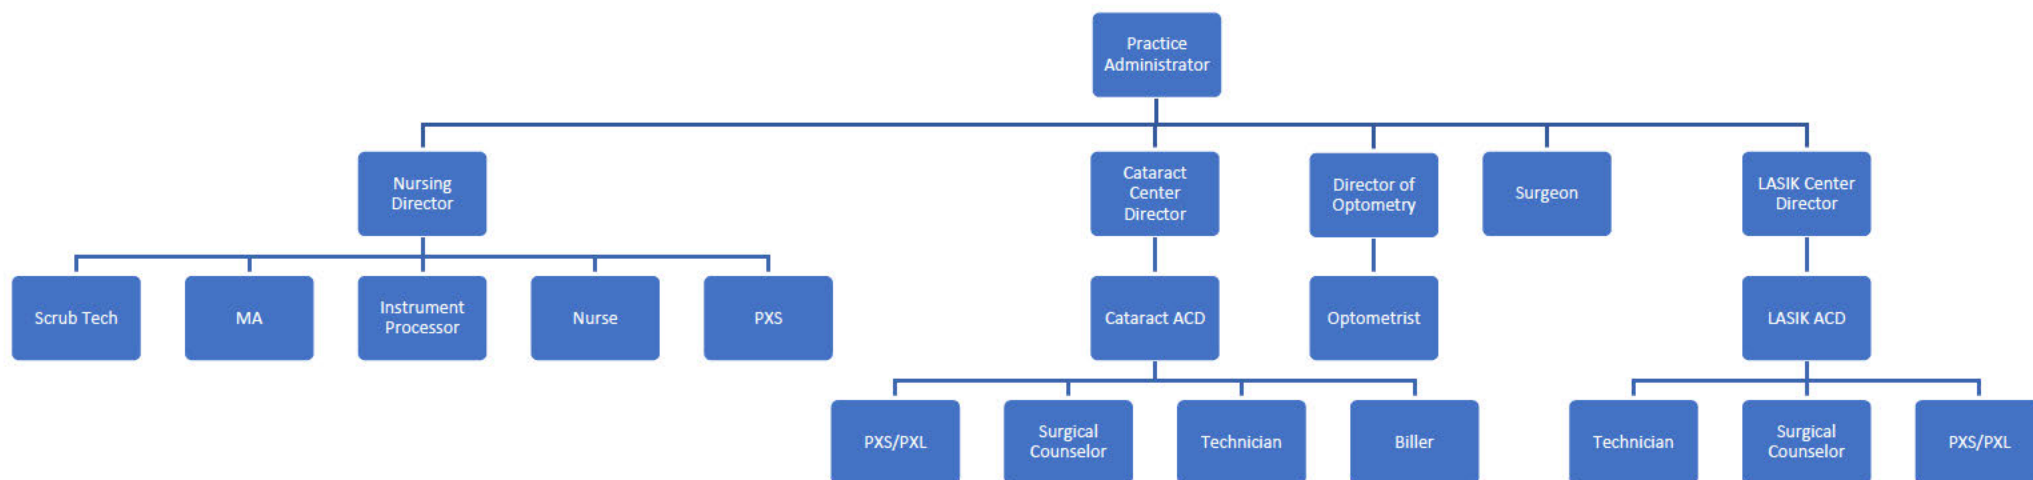 Practice
Administrator
Nursing
Director
Cataract
Center
Director
Director of
Optometry
Surgeon
LASIK Center
Director
Scrub Tech
MA
Instrument
Processor
Nurse
PXS
Cataract ACD
Optometrist
LASIK ACD
PXS/PXL
Surgical
Counselor
Technician
Biller
Technician
Surgical
Counselor
PXS/PXL